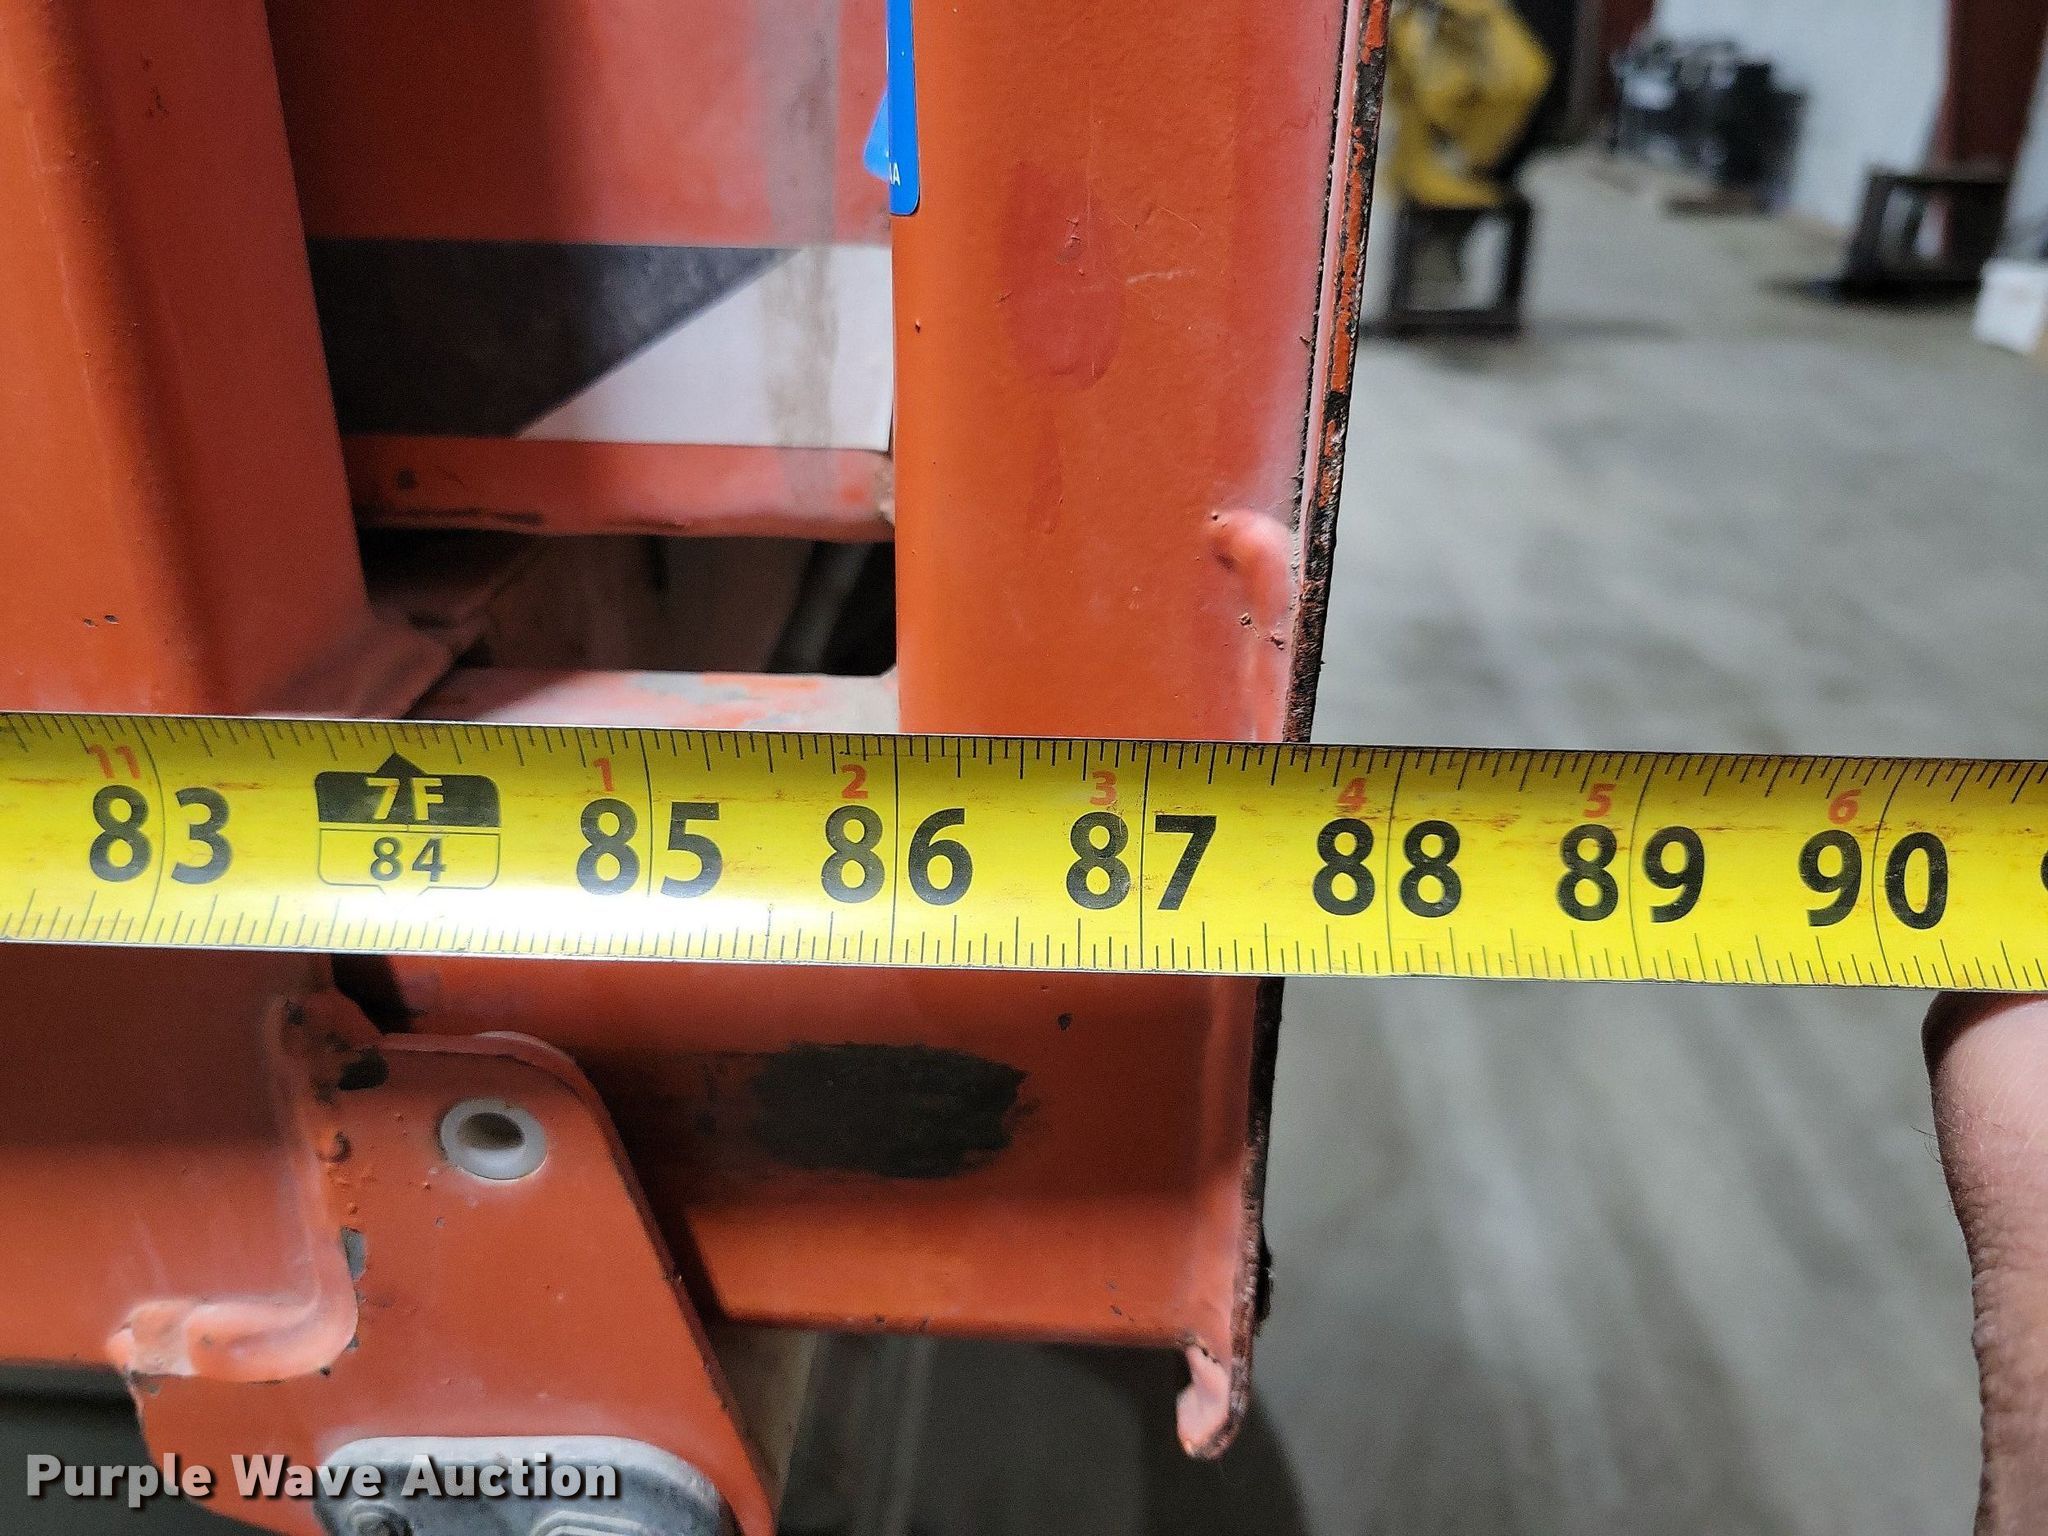 A
11 1 2 3 4 5 6
7F
83 84 85 86 87 88 89 90
Purple Wave Auction